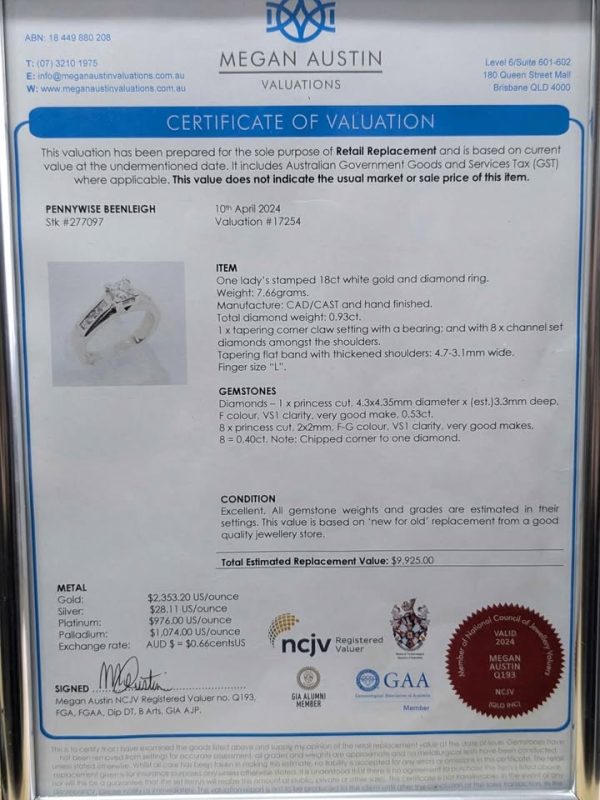 ABN: 18 449 880 208
T: (07) 3210 1975
E: info@meganaustinvaluations.com.au
W: www.meganaustinvaluations.com.au
MEGAN AUSTIN
VALUATIONS
Level 6/Suite 601-602
180 Queen Street Mall
Brisbane QLD 4000
CERTIFICATE OF VALUATION
This valuation has been prepared for the sole purpose of Retail Replacement and is based on current
value at the undermentioned date. It includes Australian Government Goods and Services Tax (GST)
where applicable. This value does not indicate the usual market or sale price of this item.
PENNYWISE BEENLEIGH
Stk #277097
10th April 2024
Valuation #17254
ITEM
One lady's stamped 18ct white gold and diamond ring.
Weight: 7.66grams.
Manufacture: CAD/CAST and hand finished.
Total diamond weight: 0.93ct.
1 x tapering corner claw setting with a bearing; and with 8 x channel set
diamonds amongst the shoulders.
Tapering flat band with thickened shoulders: 4.7-3.1mm wide.
Finger size "L".
GEMSTONES
Diamonds – 1 x princess cut, 4.3x4.35mm diameter x (est.)3.3mm deep,
F colour, VS1 clarity, very good make, 0.53ct.
8 x princess cut, 2x2mm, F-G colour, VS1 clarity, very good makes,
8 = 0.40ct. Note: Chipped corner to one diamond.
CONDITION
Excellent. All gemstone weights and grades are estimated in their
settings. This value is based on 'new for old' replacement from a good
quality jewellery store.
Total Estimated Replacement Value: $9,925.00
METAL
Gold: $2,353.20 US/ounce
Silver: $28.11 US/ounce
Platinum: $976.00 US/ounce
Palladium: $1,074.00 US/ounce
Exchange rate: AUD $ = $0.66centsUS
SIGNED
Megan Austin NCJV Registered Valuer no. Q193,
FGA, FGAA, Dip DT, B Arts, GIA AJP.
ncjv Registered
Valuer
GIA ALUMNI
MEMBER
GAA
Gemmological Association of Australia
Member
Member of National Council of Jewellery Valuers
VALID
2024
MEGAN
AUSTIN
Q193
NCJV
(QLD INC)